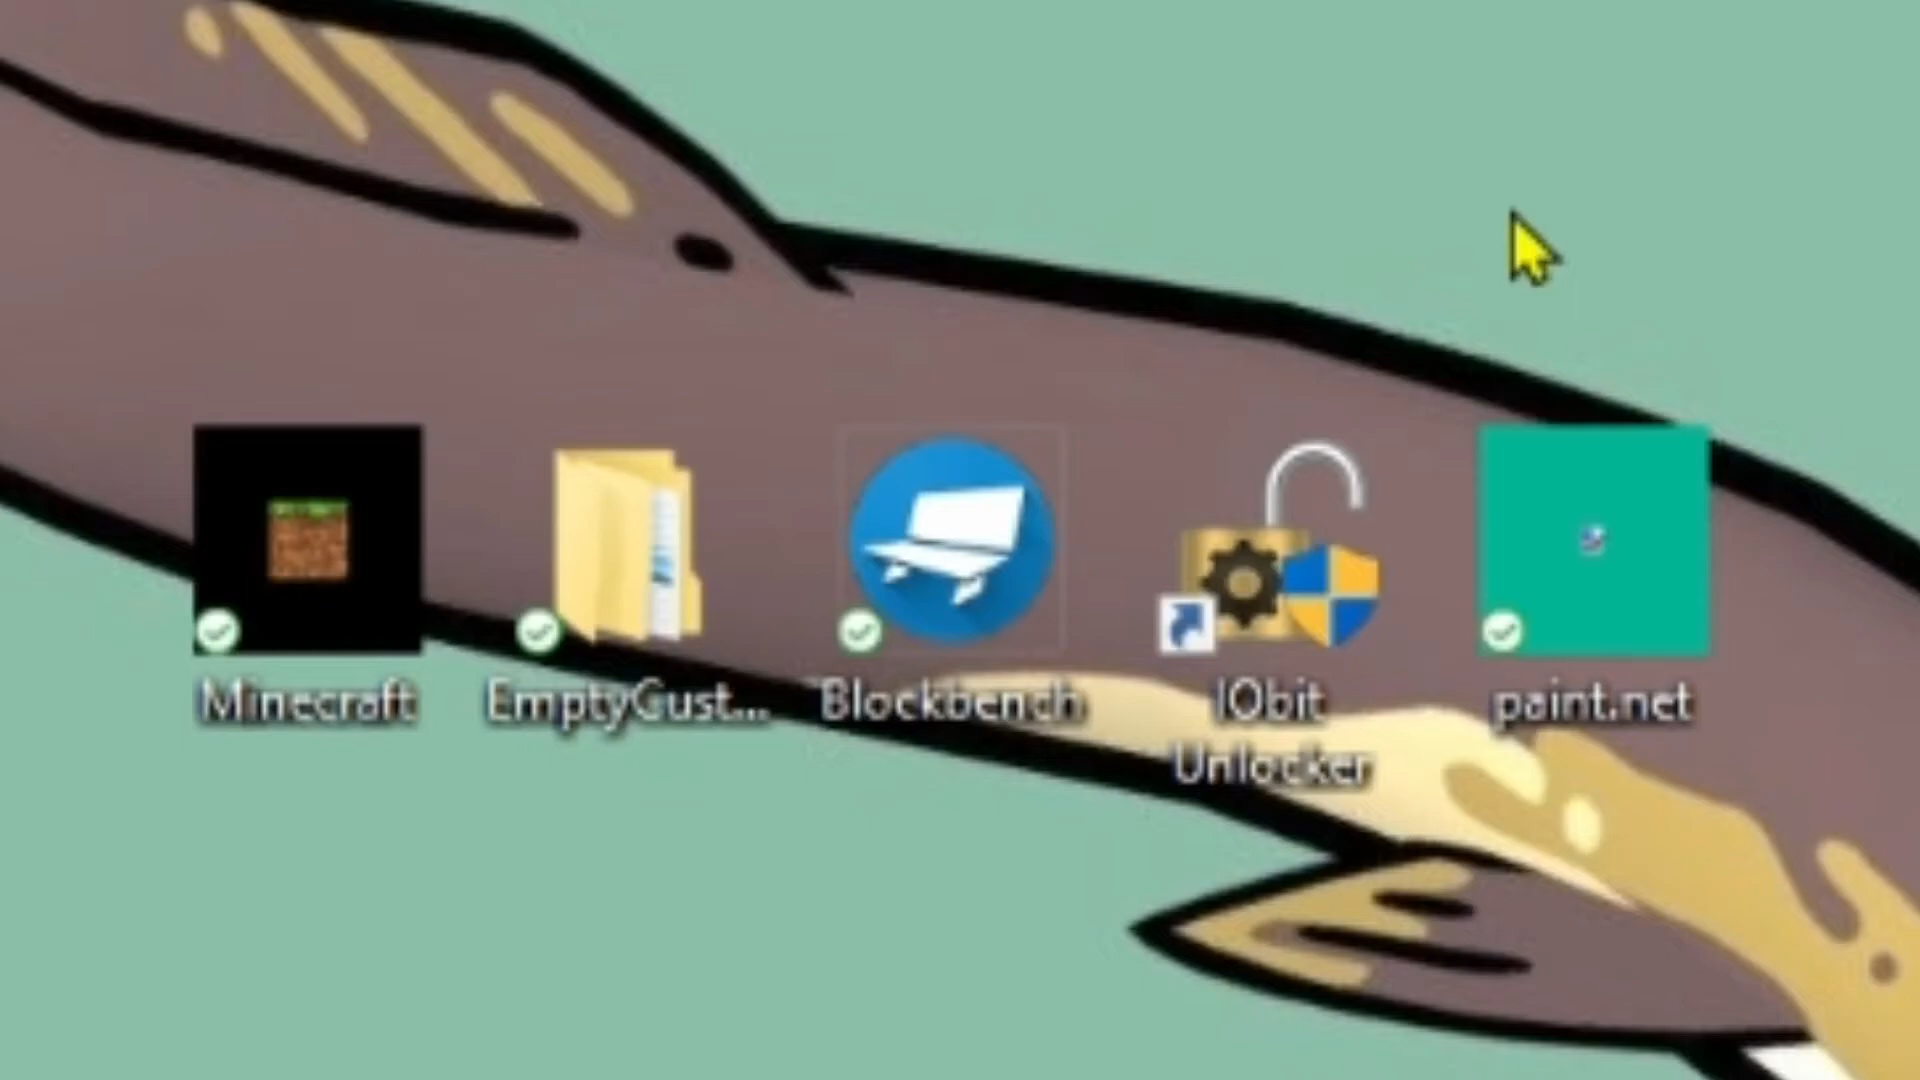 Minecraft
EmptyCust...
Blockbench
IObit
Unlocker
paint.net